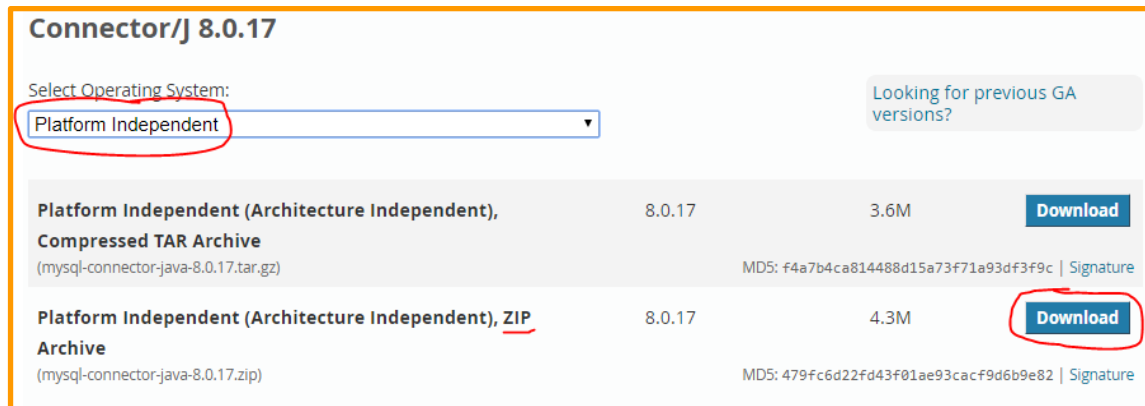 Connector/J 8.0.17
Select Operating System:
Looking for previous GA
versions?
Platform Independent
Platform Independent (Architecture Independent),
Compressed TAR Archive
8.0.17
3.6M
Download
(mysql-connector-java-8.0.17.tar.gz)
MD5: f4a7b4ca814488d15a73f71a93df3f9c | Signature
Platform Independent (Architecture Independent), ZIP
Archive
8.0.17
4.3M
Download
(mysql-connector-java-8.0.17.zip)
MD5: 479fc6d22fd43f01ae93cacf9d6b9e82 | Signature